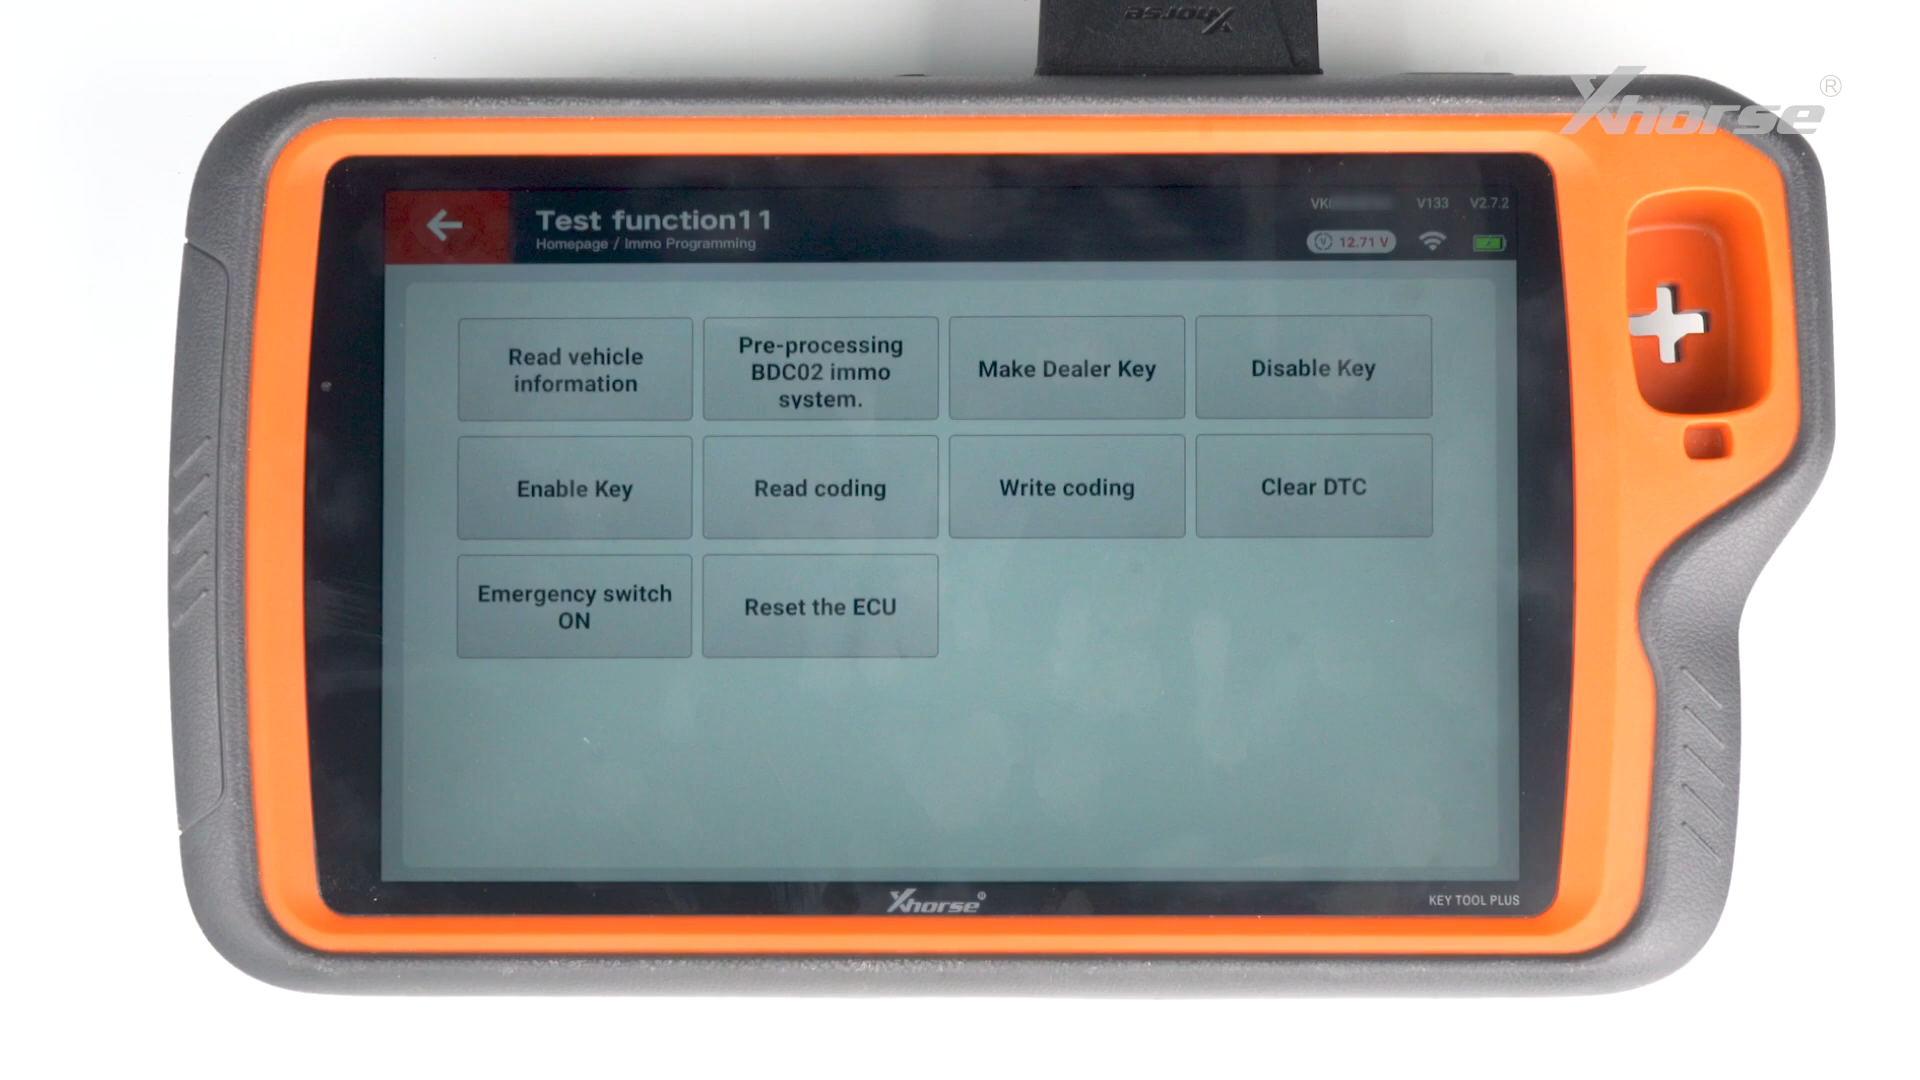 Xhorse
Xhorse®
Test function11
Homepage / Immo Programming
VK
V133
V2.7.2
12.71 V
Read vehicle
information
Pre-processing
BDC02 immo
system.
Make Dealer Key
Disable Key
Enable Key
Read coding
Write coding
Clear DTC
Emergency switch
ON
Reset the ECU
Xhorse®
KEY TOOL PLUS